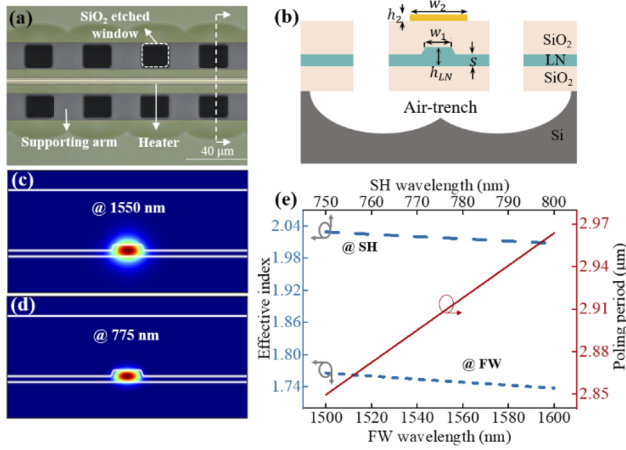 (a)
SiO2 etched
window
Supporting arm
Heater
40 μm
(b)
h2
w2
w1
S
hLN
SiO2
LN
SiO2
Air-trench
Si
(c)
@ 1550 nm
(d)
@ 775 nm
(e)
SH wavelength (nm)
750 760 770 780 790 800
Effective index
2.04
1.98
1.92
1.86
1.80
1.74
@ SH
@ FW
2.97
2.94
2.91
2.88
2.85
Poling period (μm)
1500 1520 1540 1560 1580 1600
FW wavelength (nm)